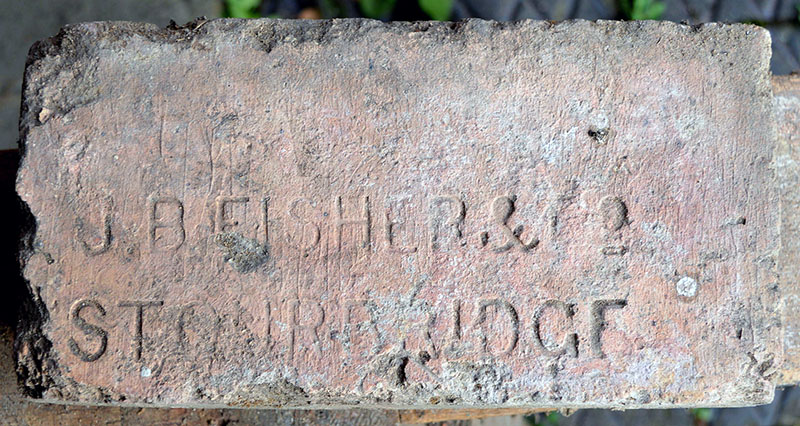 J.B FISHER & Co
STOURBRIDGE